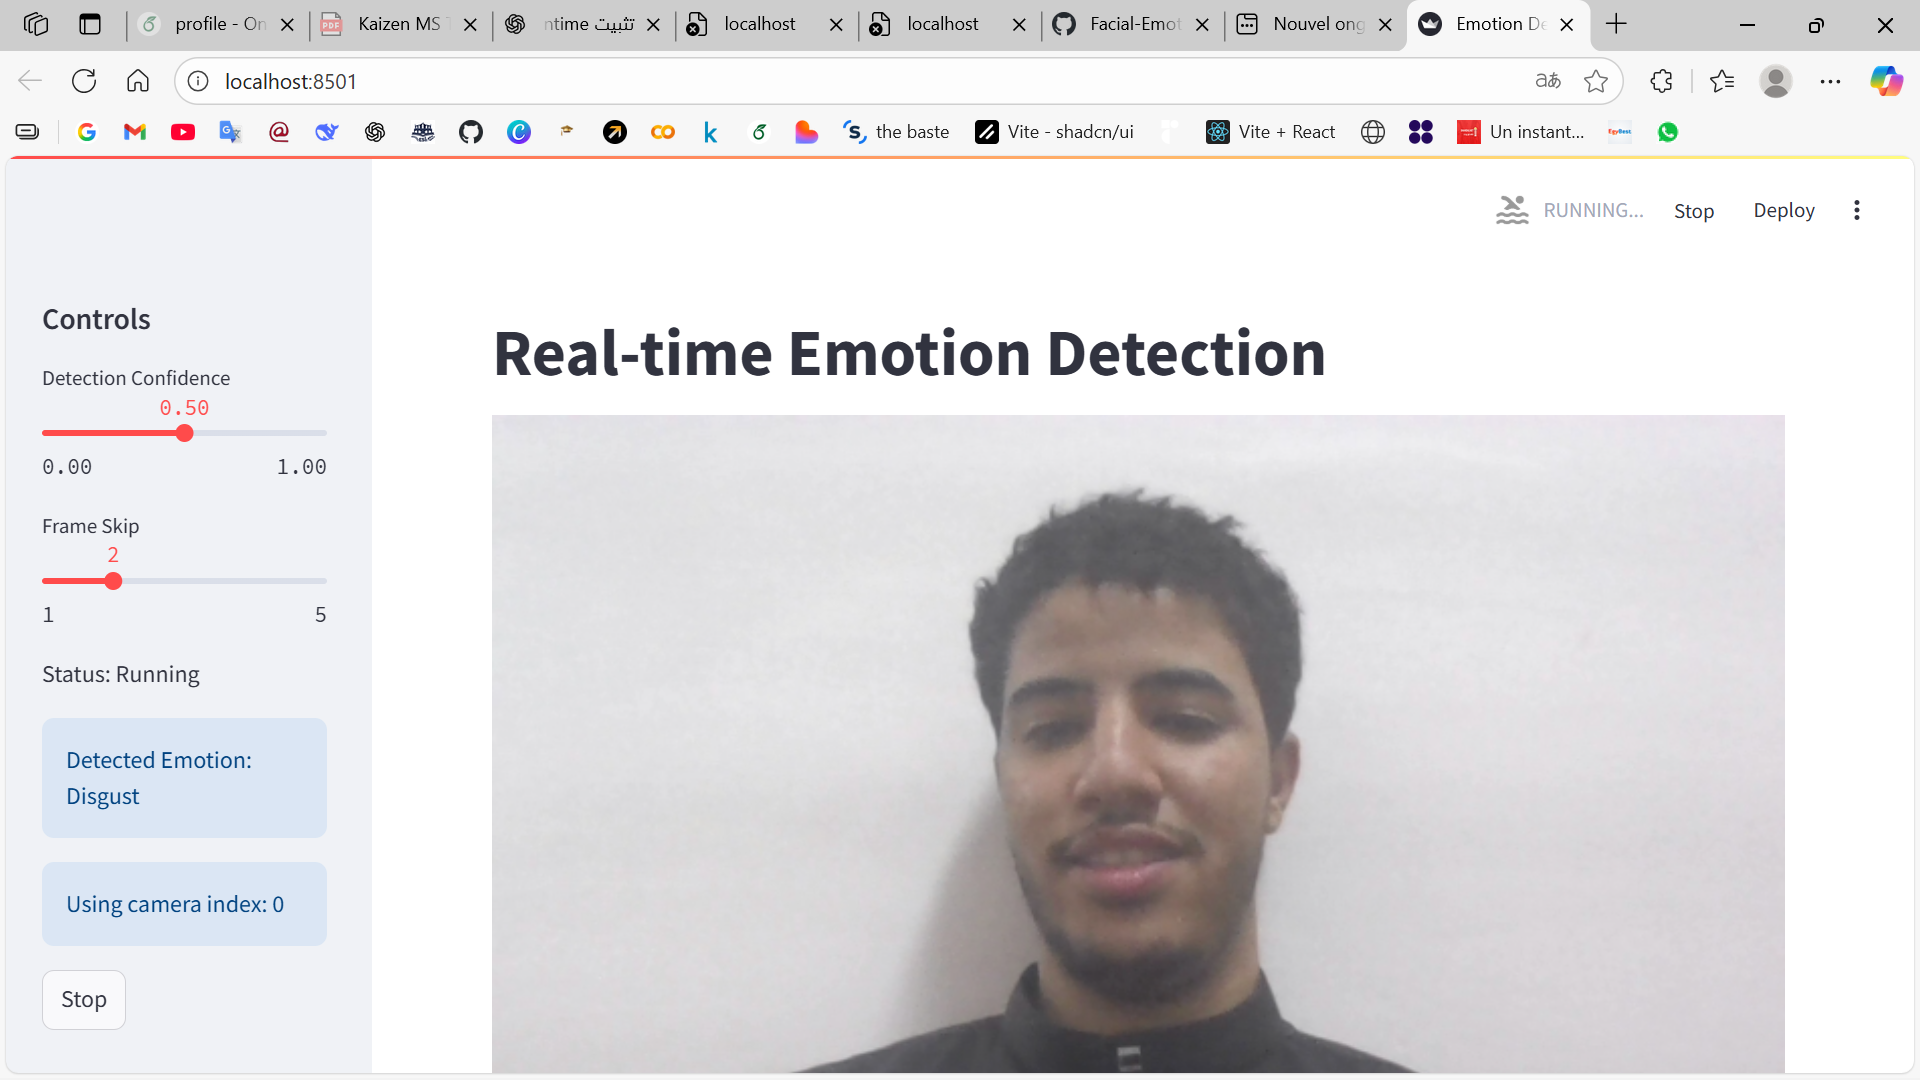 profile - On
Kaizen MS T
تثبيت ntime
localhost
localhost
Facial-Emot
Nouvel ong
Emotion De
localhost:8501
the baste
Vite - shadcn/ui
Vite + React
Un instant...
RUNNING...
Stop
Deploy
Controls
Detection Confidence
0.50
0.00
1.00
Frame Skip
2
1
5
Status: Running
Detected Emotion:
Disgust
Using camera index: 0
Stop
Real-time Emotion Detection